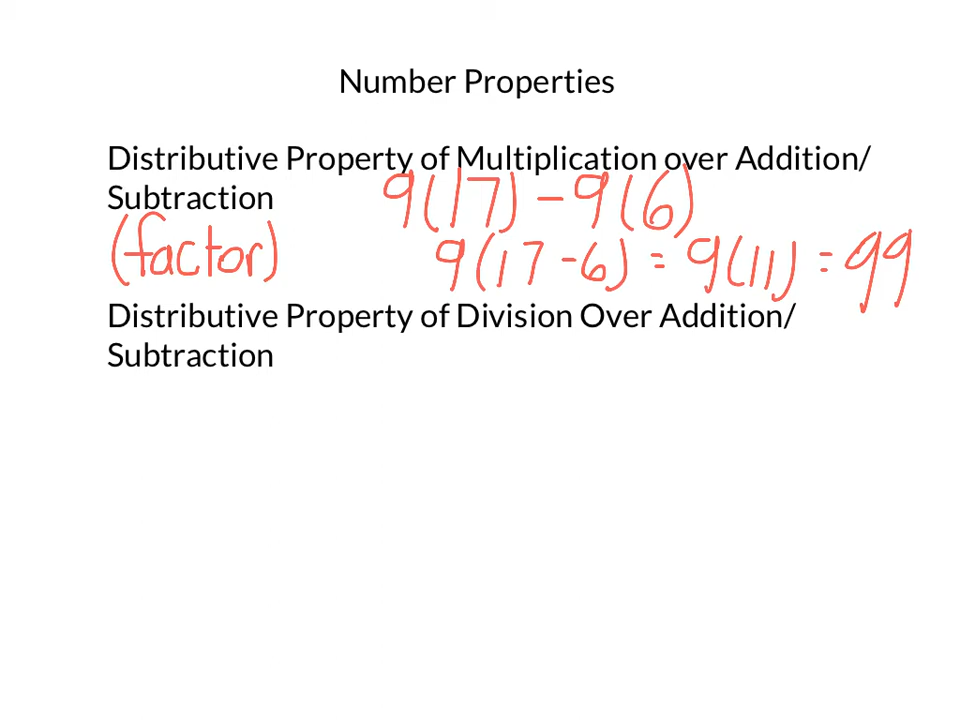 Number Properties
Distributive Property of Multiplication over Addition/
Subtraction
9(17) - 9(6)
(factor)
9(17-6) = 9(11) = 99
Distributive Property of Division Over Addition/
Subtraction